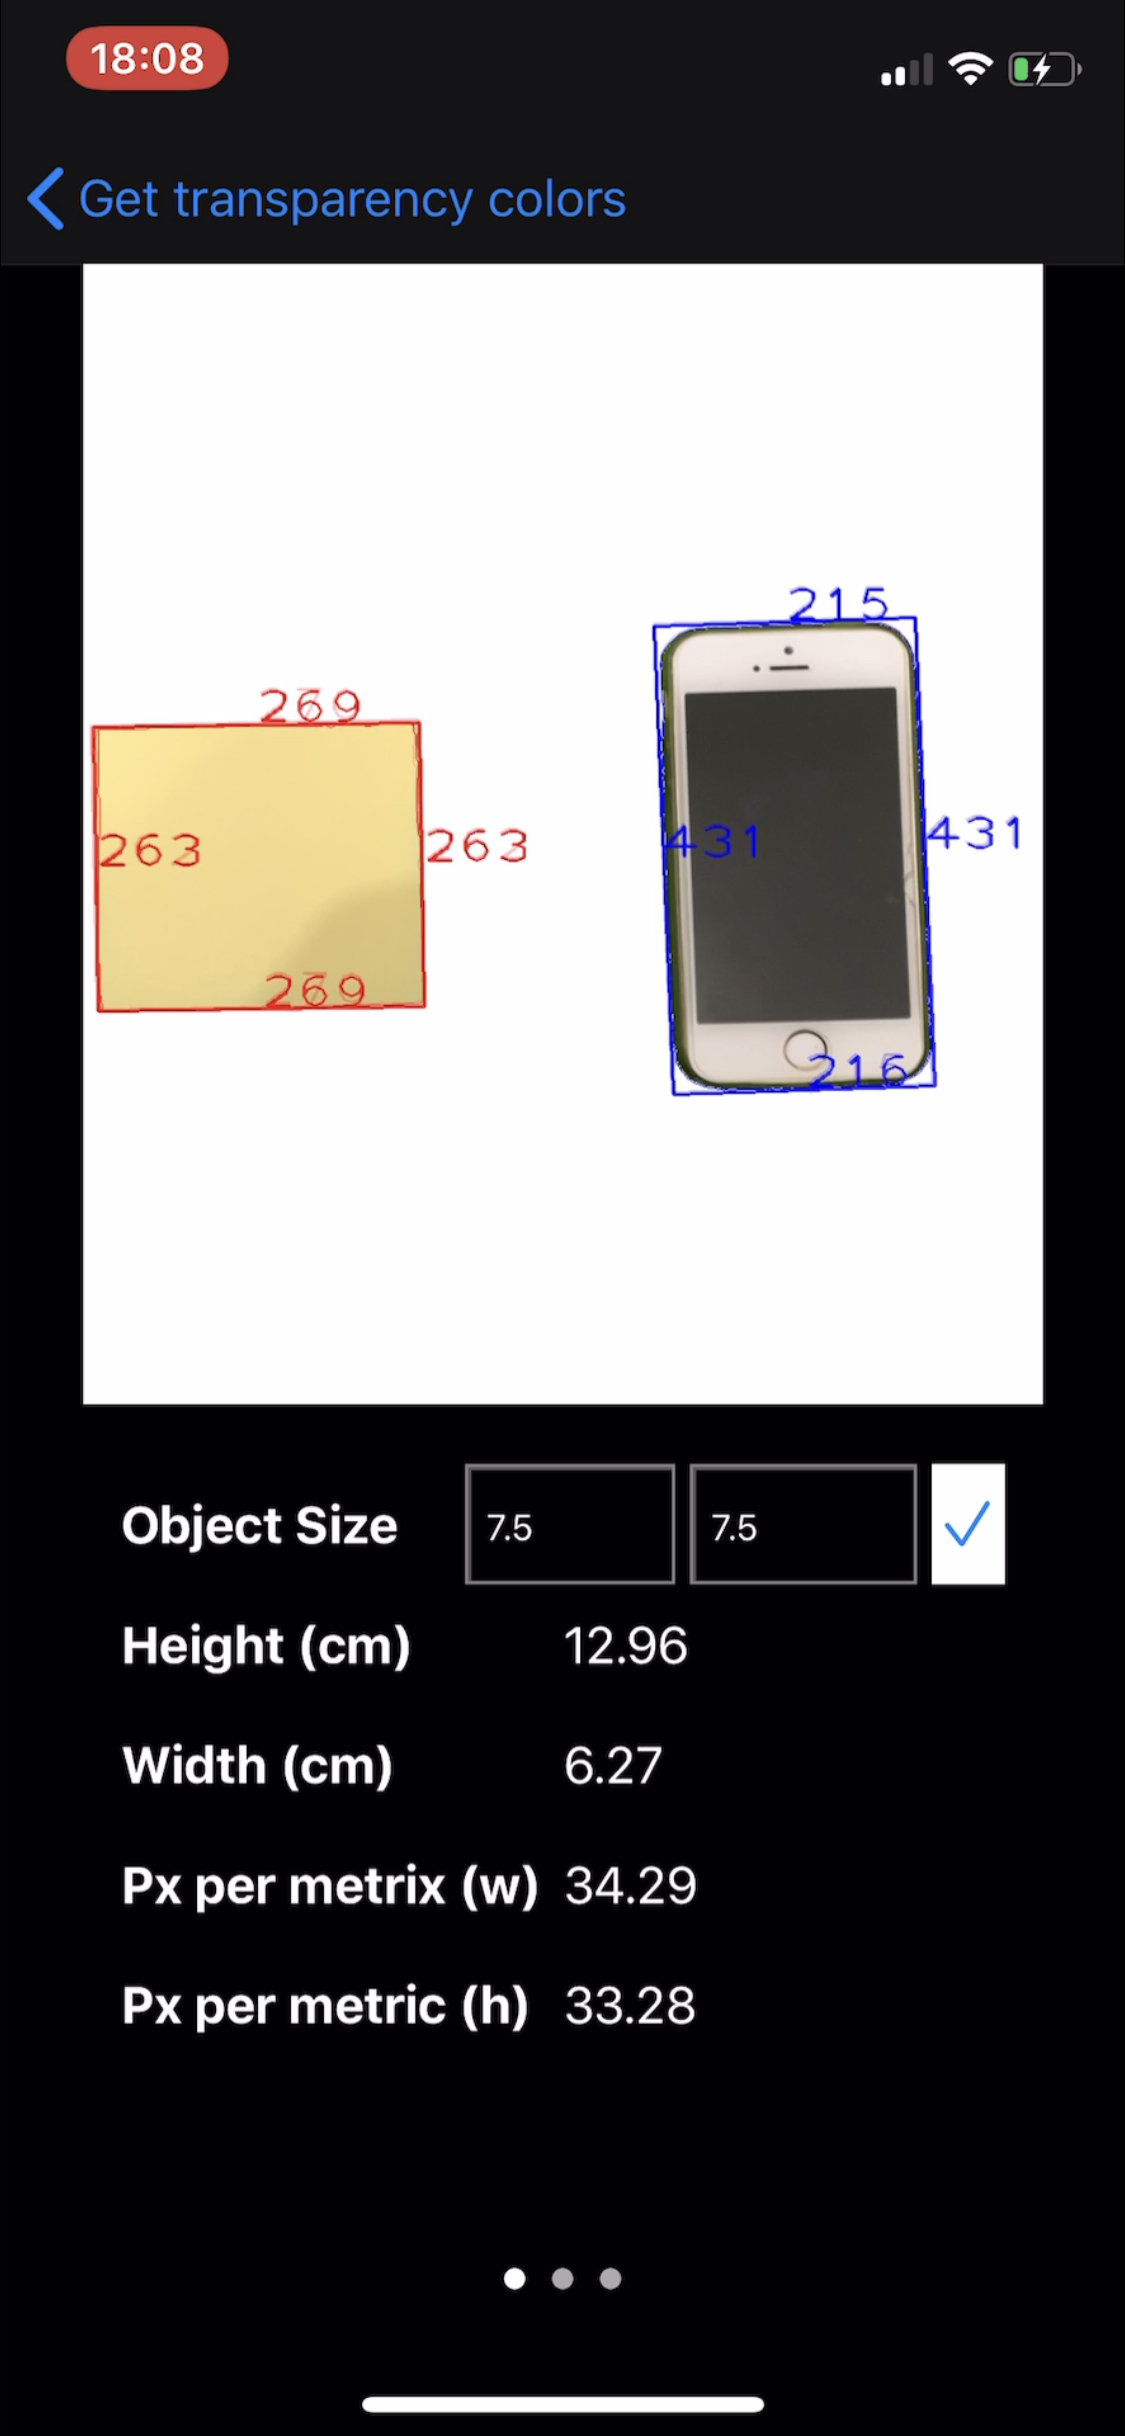 18:08
Get transparency colors
215
269
431
431
263
263
269
216
Object Size 7.5 7.5
Height (cm) 12.96
Width (cm) 6.27
Px per metrix (w) 34.29
Px per metric (h) 33.28